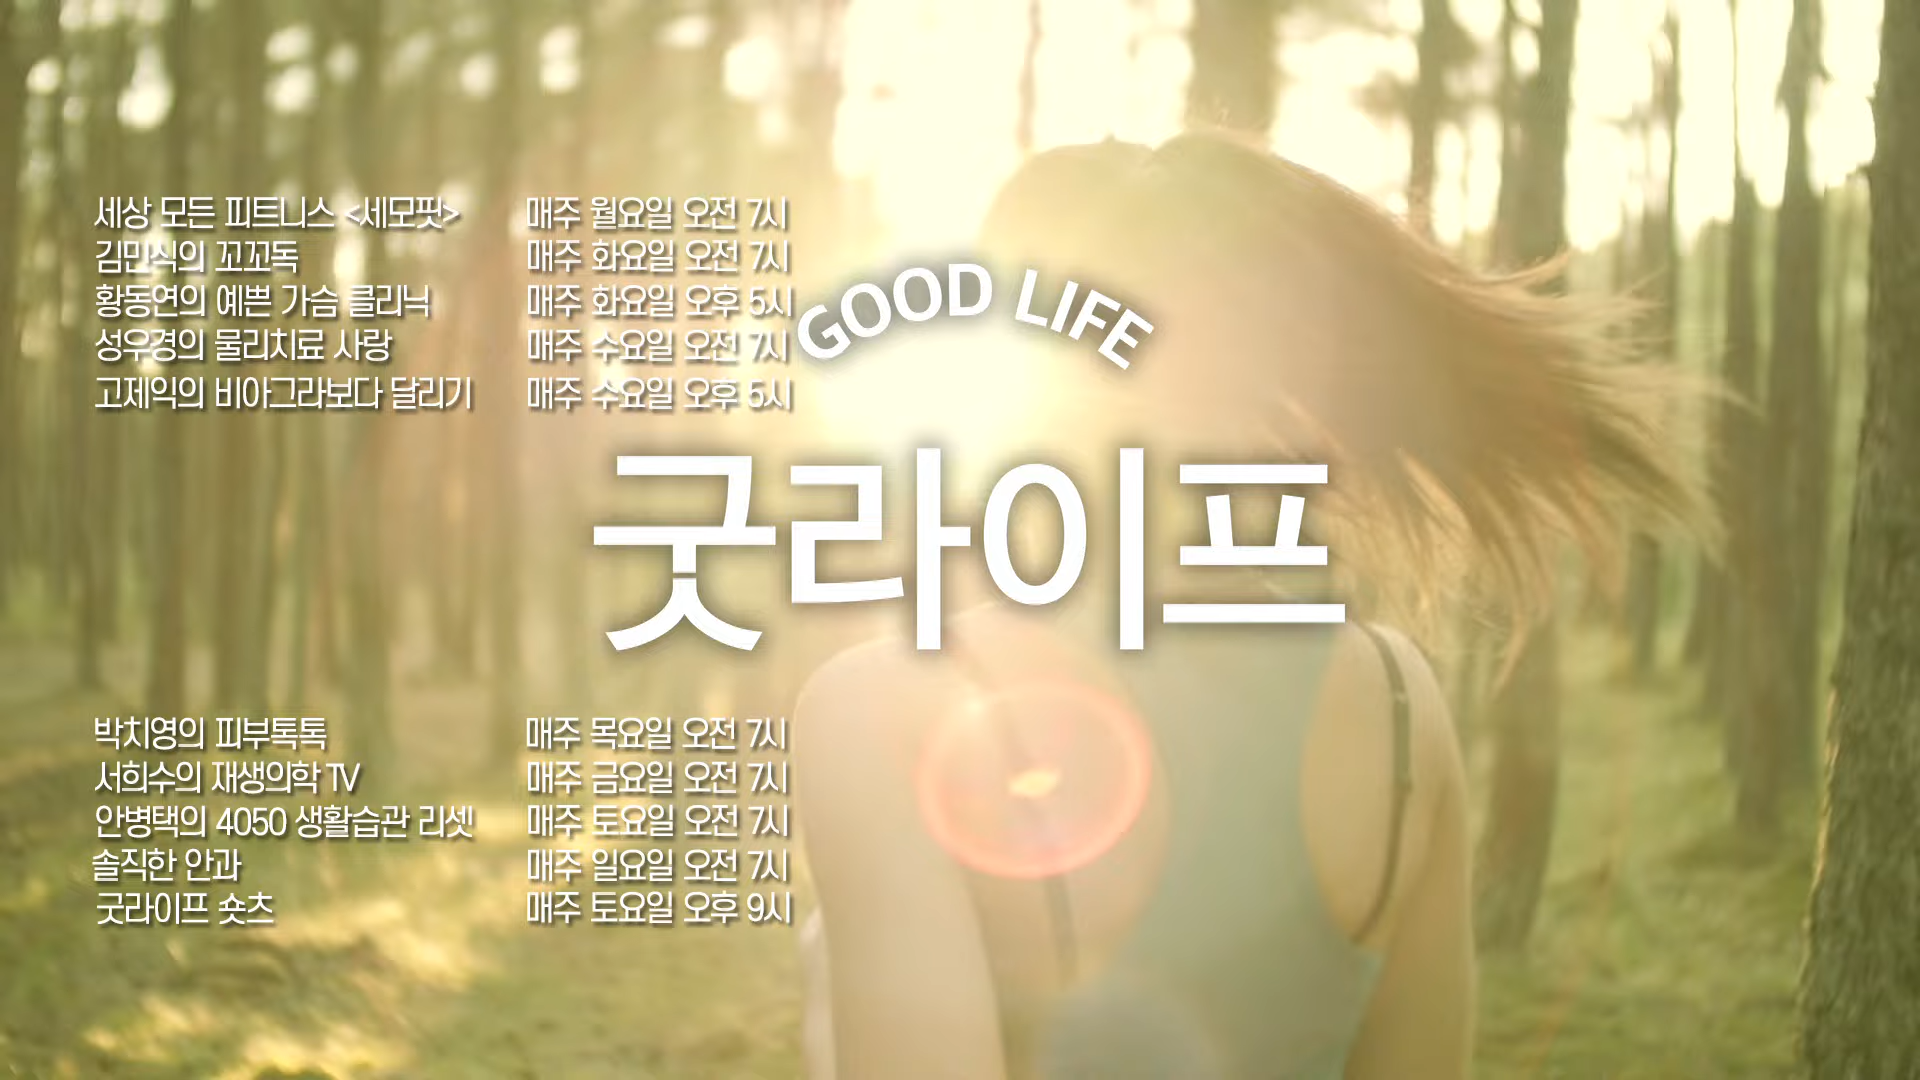 세상 모든 피트니스 <세모핏> 매주 월요일 오전 7시
김민식의 꼬꼬독 매주 화요일 오전 7시
황동연의 예쁜 가슴 클리닉 매주 화요일 오후 5시
성우경의 물리치료 사랑 매주 수요일 오전 7시
고제익의 비아그라보다 달리기 매주 수요일 오후 5시
GOOD LIFE
굿라이프
박치영의 피부톡톡 매주 목요일 오전 7시
서희수의 재생의학 TV 매주 금요일 오전 7시
안병택의 4050 생활습관 리셋 매주 토요일 오전 7시
솔직한 안과 매주 일요일 오전 7시
굿라이프 숏츠 매주 토요일 오후 9시